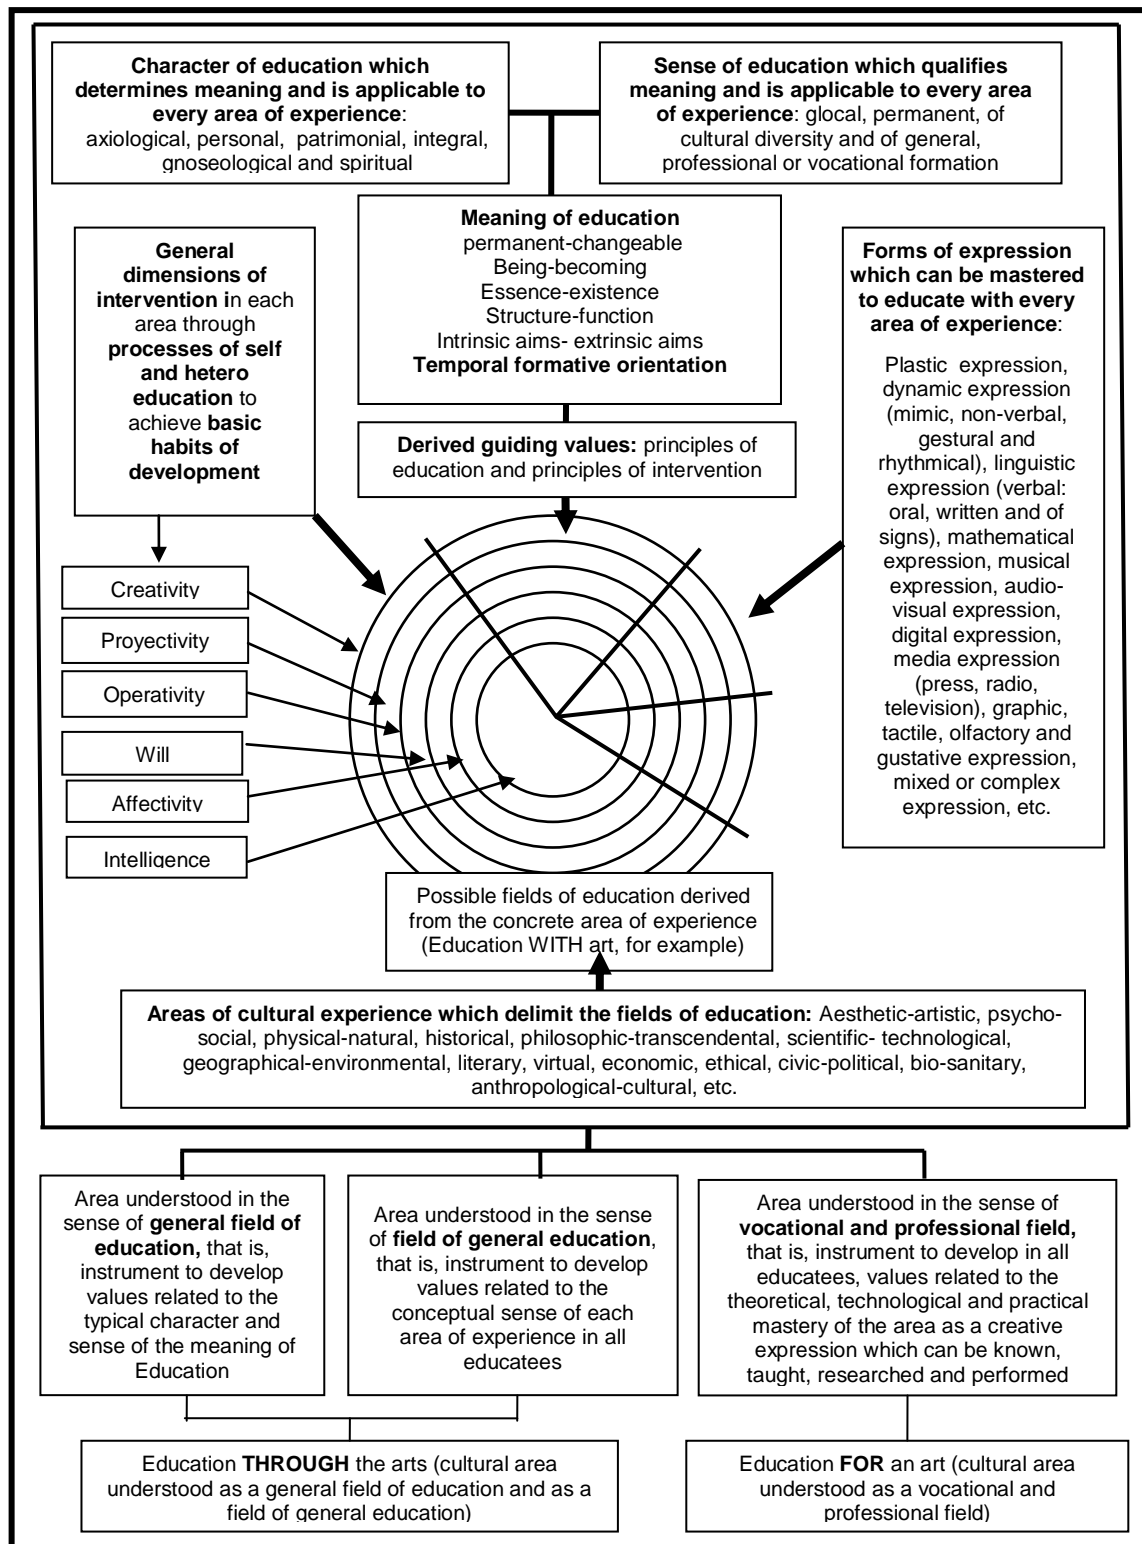 Character of education which
determines meaning and is applicable to
every area of experience:
axiological, personal, patrimonial, integral,
gnoseological and spiritual
Sense of education which qualifies
meaning and is applicable to every area
of experience: glocal, permanent, of
cultural diversity and of general,
professional or vocational formation
Meaning of education
permanent-changeable
Being-becoming
Essence-existence
Structure-function
Intrinsic aims- extrinsic aims
Temporal formative orientation
General
dimensions of
intervention in each
area through
processes of self
and hetero
education to
achieve basic
habits of
development
Forms of expression
which can be mastered
to educate with every
area of experience:
Plastic expression,
dynamic expression
(mimic, non-verbal,
gestural and
rhythmical), linguistic
expression (verbal:
oral, written and of
signs), mathematical
expression, musical
expression, audio-
visual expression,
digital expression,
media expression
(press, radio,
television), graphic,
tactile, olfactory and
gustative expression,
mixed or complex
expression, etc.
Derived guiding values: principles of
education and principles of intervention
Creativity
Proyectivity
Operativity
Will
Affectivity
Intelligence
Possible fields of education derived
from the concrete area of experience
(Education WITH art, for example)
Areas of cultural experience which delimit the fields of education: Aesthetic-artistic, psycho-
social, physical-natural, historical, philosophic-transcendental, scientific- technological,
geographical-environmental, literary, virtual, economic, ethical, civic-political, bio-sanitary,
anthropological-cultural, etc.
Area understood in the
sense of general field of
education, that is,
instrument to develop
values related to the
typical character and
sense of the meaning of
Education
Area understood in the sense
of field of general education,
that is, instrument to develop
values related to the
conceptual sense of each
area of experience in all
educatees
Area understood in the sense of
vocational and professional field,
that is, instrument to develop in all
educatees, values related to the
theoretical, technological and practical
mastery of the area as a creative
expression which can be known,
taught, researched and performed
Education THROUGH the arts (cultural area
understood as a general field of education and as a
field of general education)
Education FOR an art (cultural area
understood as a vocational and
professional field)